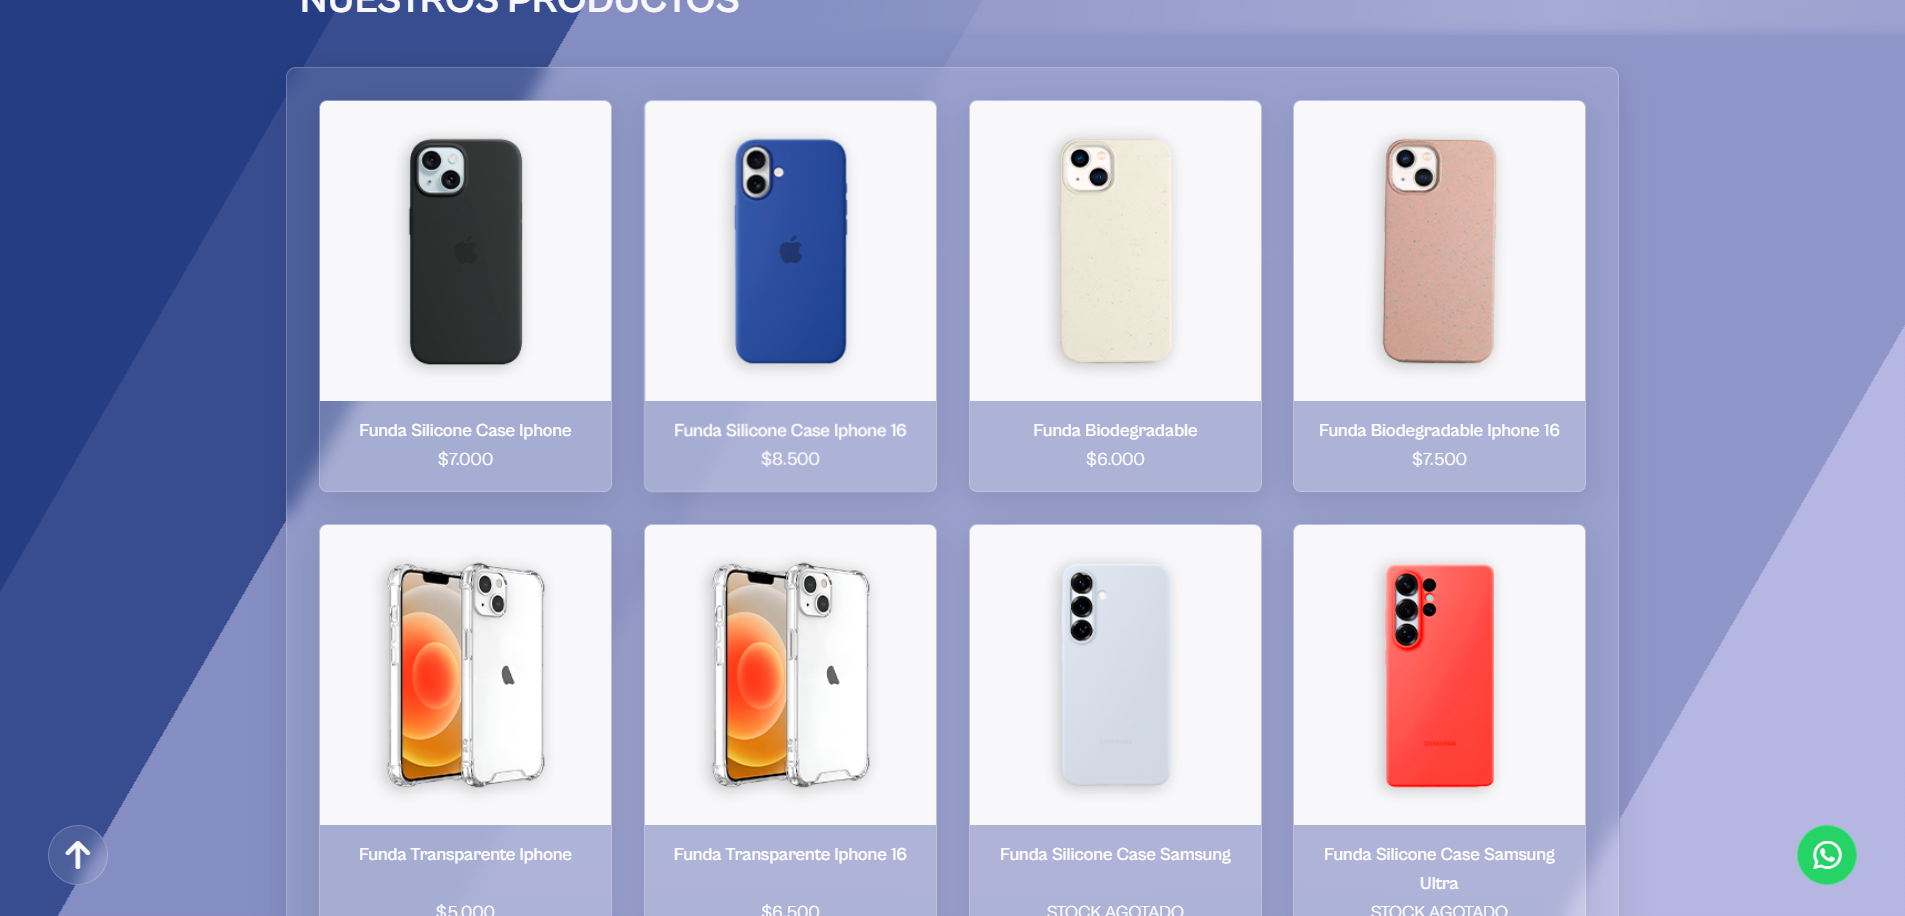 NUESTROS PRODUCTOS
Funda Silicone Case Iphone
$7.000
Funda Silicone Case Iphone 16
$8.500
Funda Biodegradable
$6.000
Funda Biodegradable Iphone 16
$7.500
Funda Transparente Iphone
$5.000
Funda Transparente Iphone 16
$6.500
Funda Silicone Case Samsung
STOCK AGOTADO
SAMSUNG
Funda Silicone Case Samsung
Ultra
STOCK AGOTADO